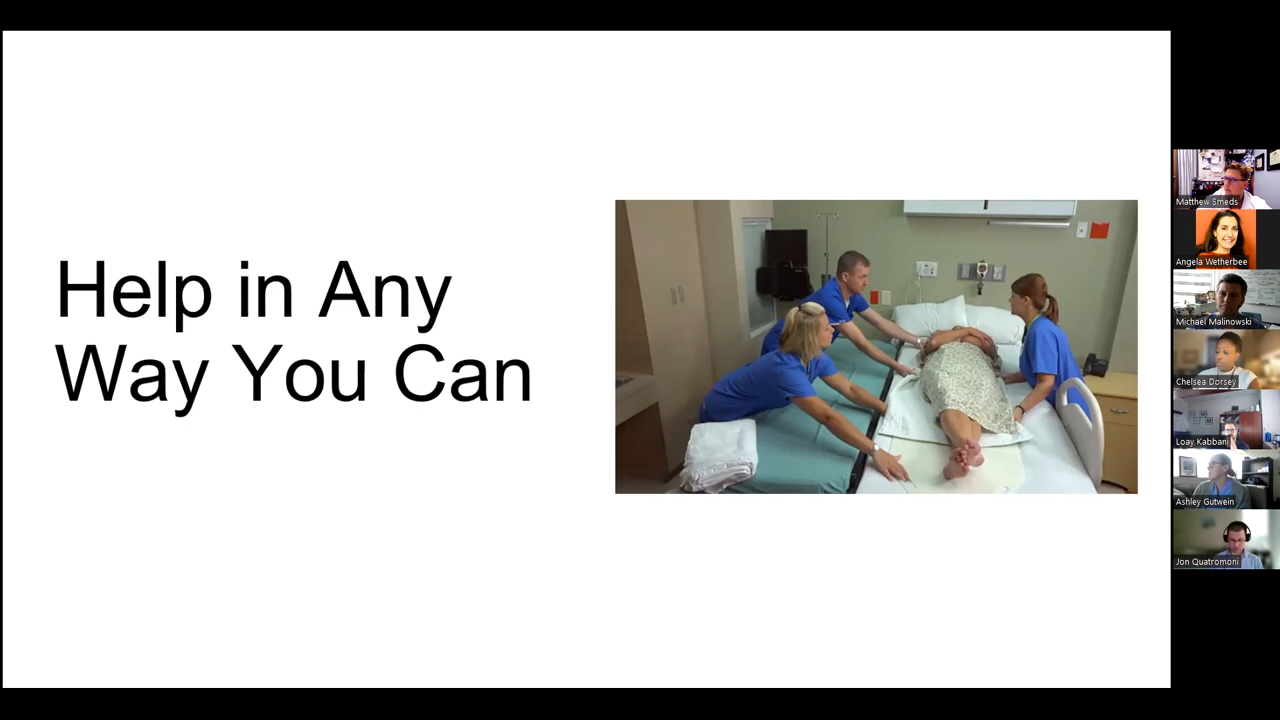 Help in Any
Way You Can
Matthew Smeds
Angela Wetherbee
Michael Malinowski
Chelsea Dorsey
Loay Kabbani
Ashley Gutwein
Jon Quatromoni